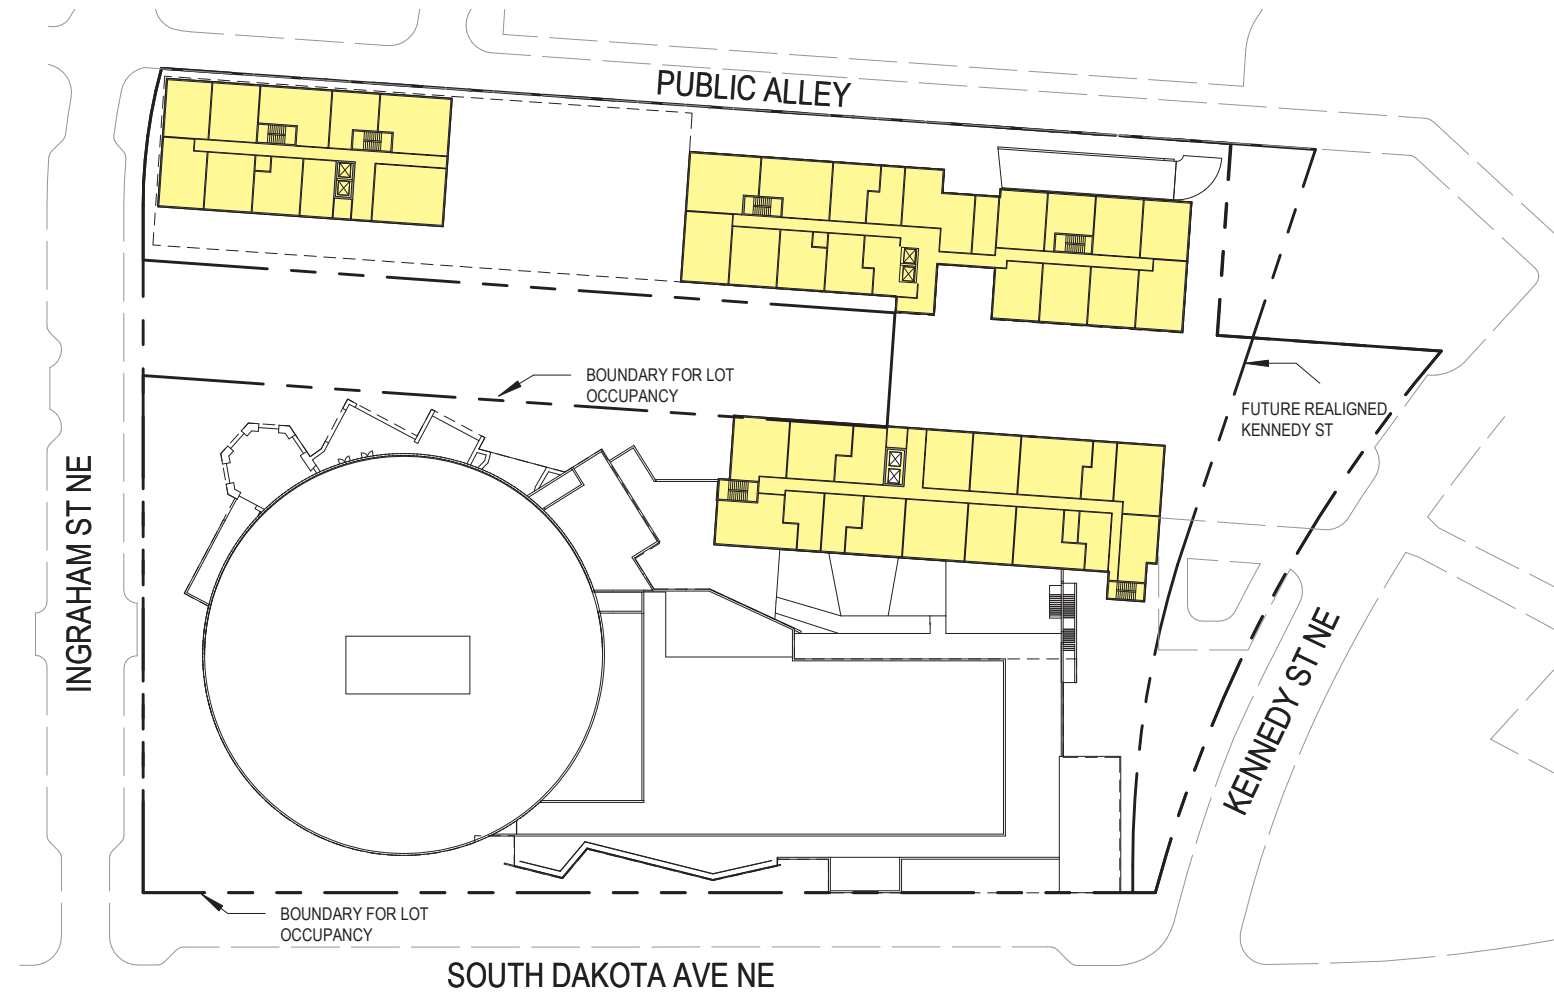 PUBLIC ALLEY
BOUNDARY FOR LOT
OCCUPANCY
FUTURE REALIGNED
KENNEDY ST
INGRAHAM ST NE
KENNEDY ST NE
BOUNDARY FOR LOT
OCCUPANCY
SOUTH DAKOTA AVE NE